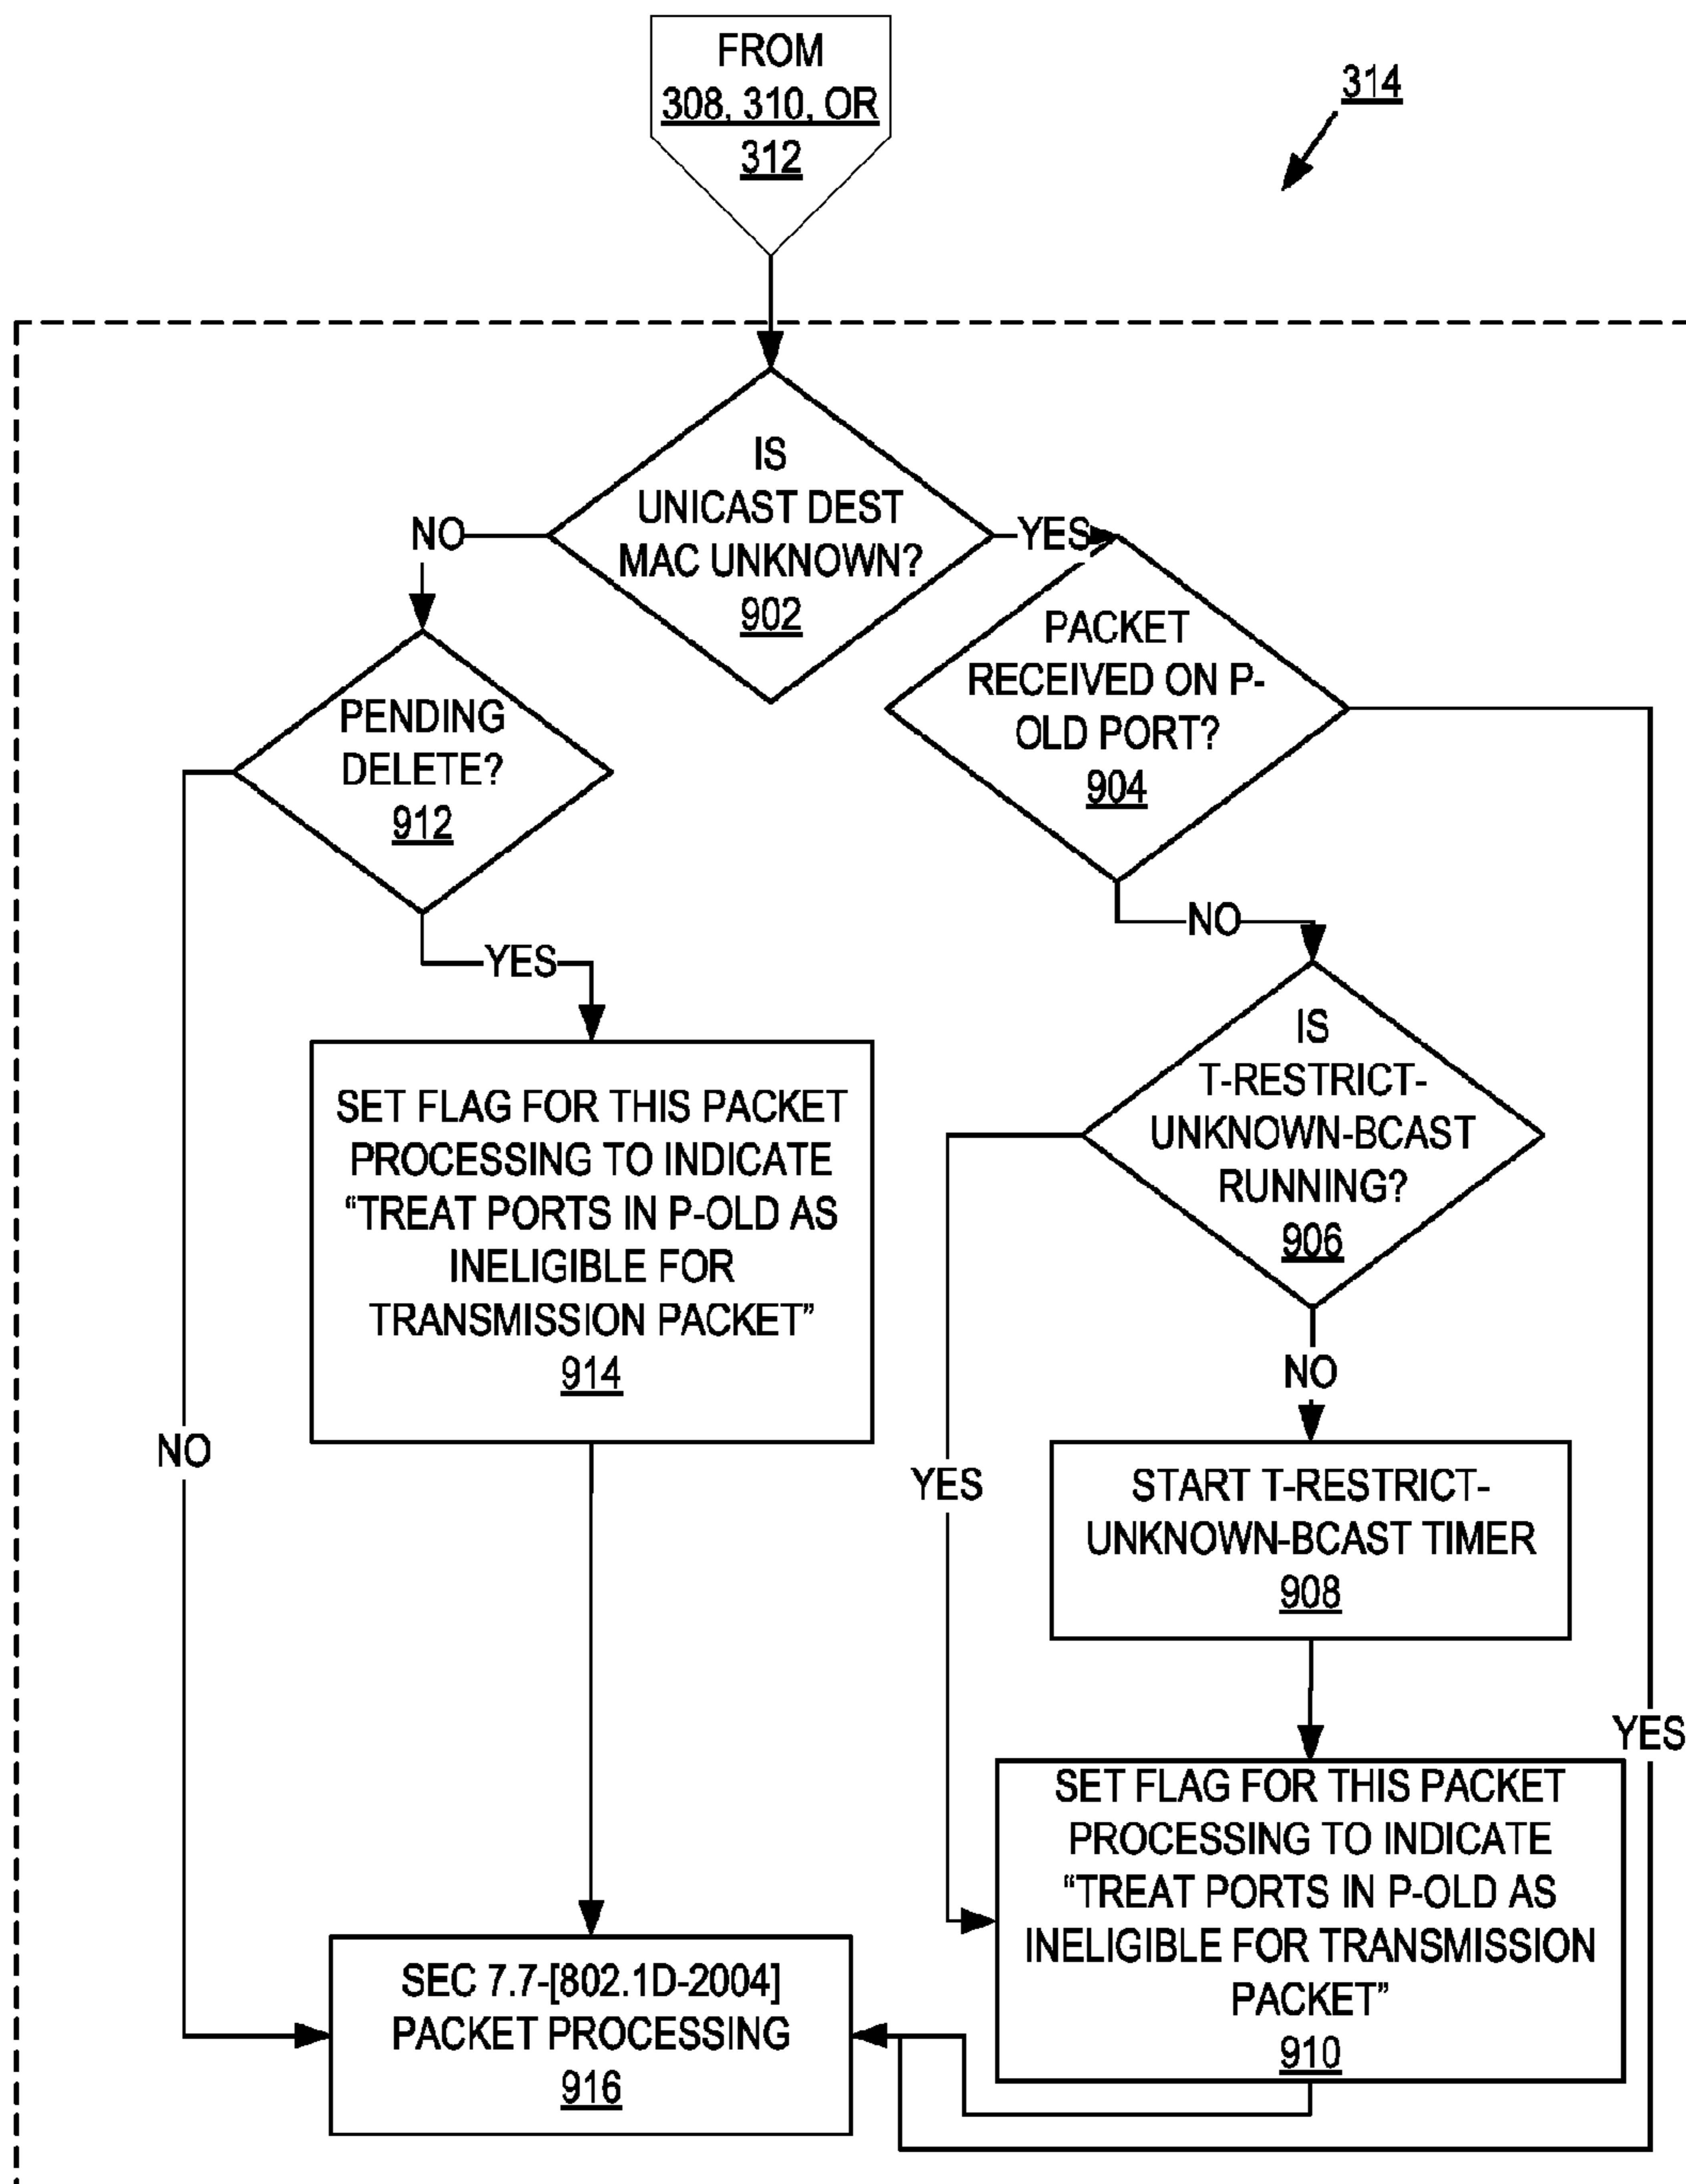 FROM
308, 310, OR
312
314
IS
UNICAST DEST
MAC UNKNOWN?
902
NO
YES
PACKET
RECEIVED ON P-
OLD PORT?
904
PENDING
DELETE?
912
NO
YES
IS
T-RESTRICT-
UNKNOWN-BCAST
RUNNING?
906
SET FLAG FOR THIS PACKET
PROCESSING TO INDICATE
“TREAT PORTS IN P-OLD AS
INELIGIBLE FOR
TRANSMISSION PACKET”
914
NO
NO
YES
START T-RESTRICT-
UNKNOWN-BCAST TIMER
908
YES
SET FLAG FOR THIS PACKET
PROCESSING TO INDICATE
“TREAT PORTS IN P-OLD AS
INELIGIBLE FOR TRANSMISSION
PACKET”
910
SEC 7.7-[802.1D-2004]
PACKET PROCESSING
916